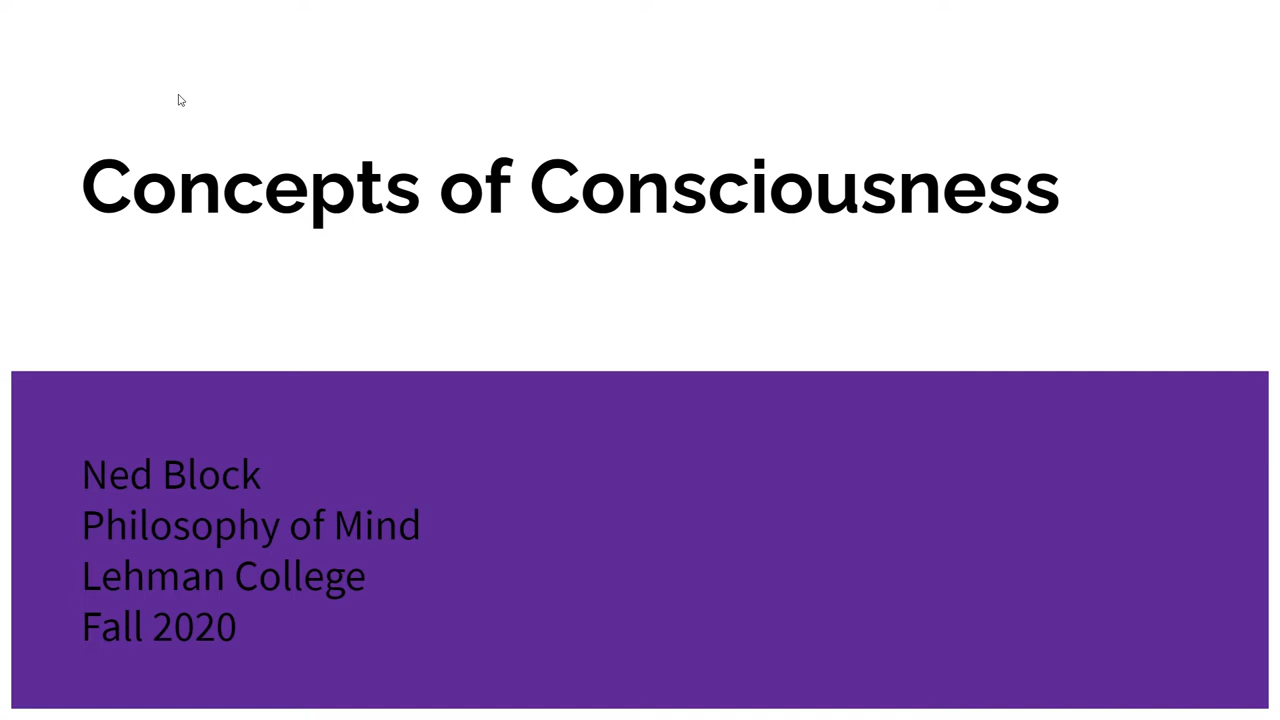 Concepts of Consciousness
Ned Block
Philosophy of Mind
Lehman College
Fall 2020